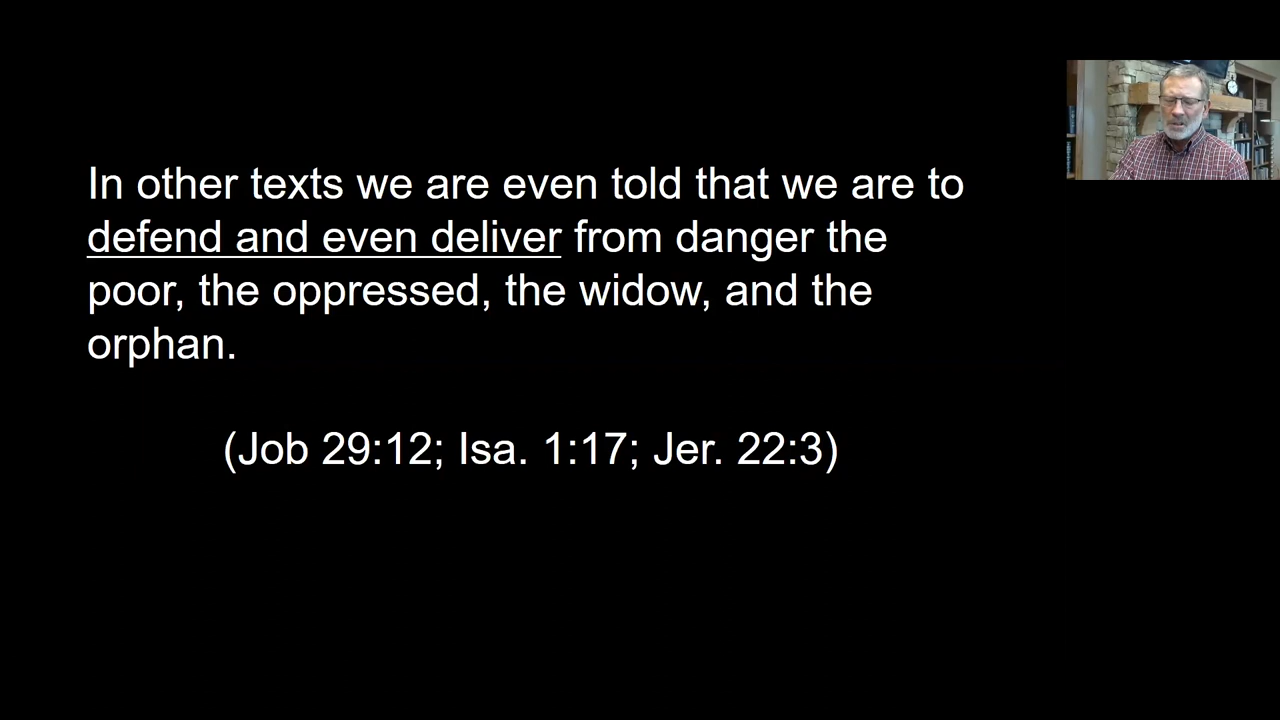 In other texts we are even told that we are to
defend and even deliver from danger the
poor, the oppressed, the widow, and the
orphan.
(Job 29:12; Isa. 1:17; Jer. 22:3)